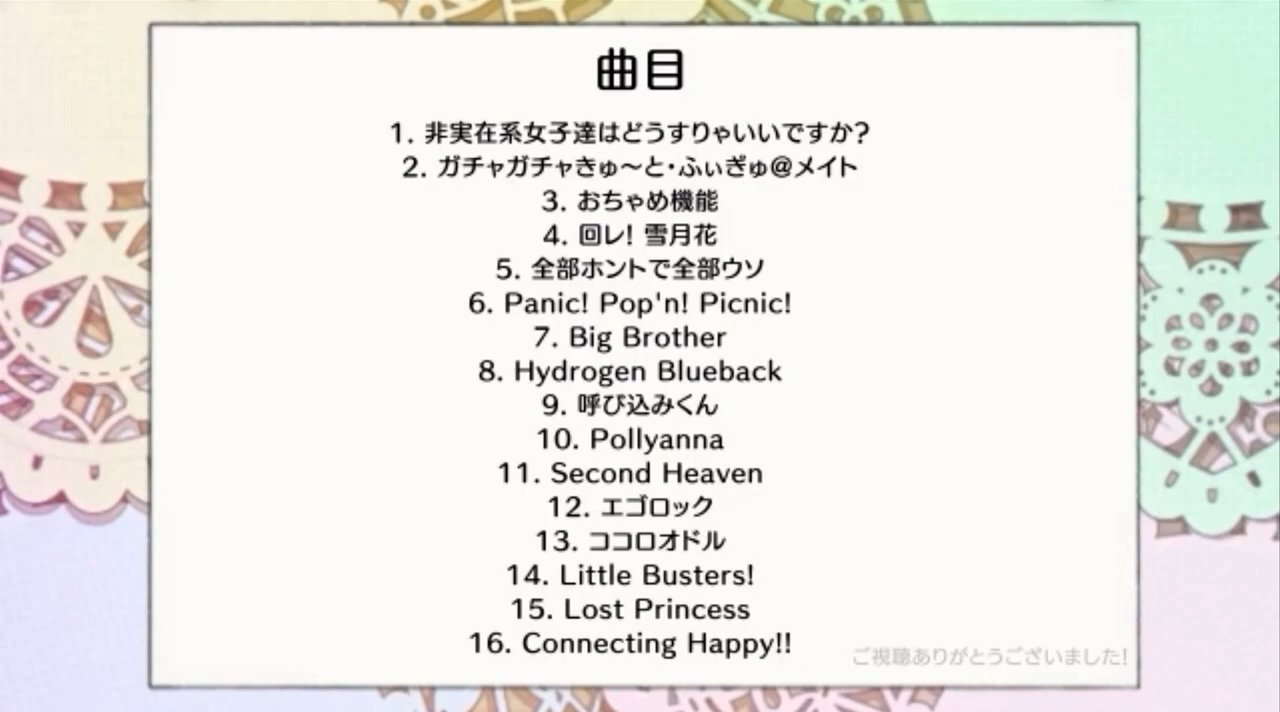 曲目
1. 非実在系女子達はどうすりゃいいですか?
2. ガチャガチャきゅ〜と・ふぃぎゅ@メイト
3. おちゃめ機能
4. 回レ! 雪月花
5. 全部ホントで全部ウソ
6. Panic! Pop'n! Picnic!
7. Big Brother
8. Hydrogen Blueback
9. 呼び込みくん
10. Pollyanna
11. Second Heaven
12. エゴロック
13. ココロオドル
14. Little Busters!
15. Lost Princess
16. Connecting Happy!!
ご視聴ありがとうございました!